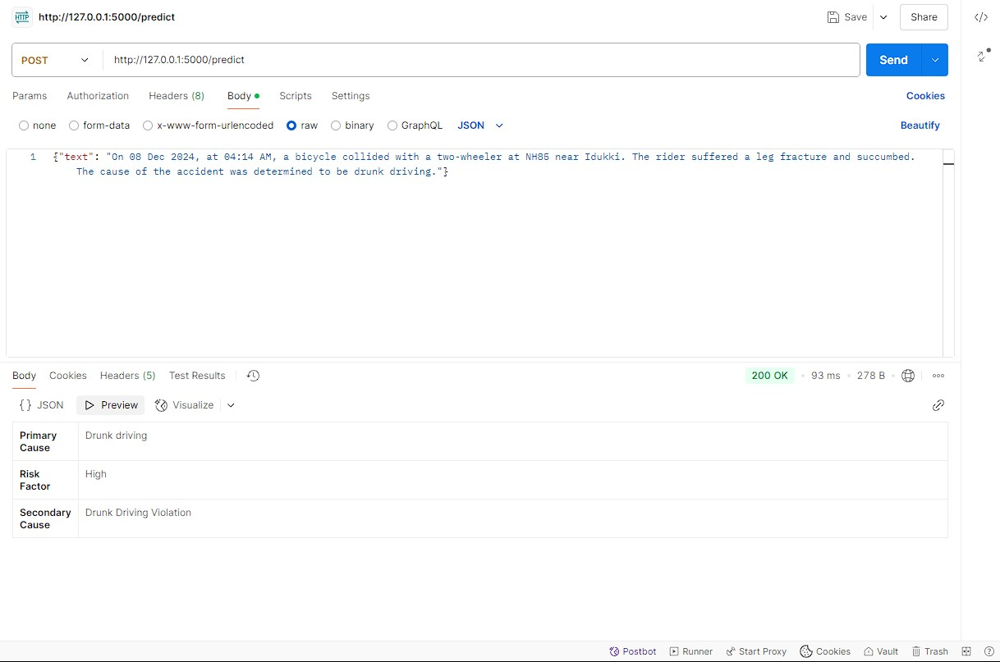 HTTP http://127.0.0.1:5000/predict Save Share </>
POST http://127.0.0.1:5000/predict Send
Params Authorization Headers (8) Body Scripts Settings Cookies
none form-data x-www-form-urlencoded raw binary GraphQL JSON Beautify
1 {"text": "On 08 Dec 2024, at 04:14 AM, a bicycle collided with a two-wheeler at NH85 near Idukki. The rider suffered a leg fracture and succumbed.
The cause of the accident was determined to be drunk driving."}
Body Cookies Headers (5) Test Results 200 OK • 93 ms • 278 B •
{} JSON Preview Visualize
Primary Drunk driving
Cause
Risk High
Factor
Secondary Drunk Driving Violation
Cause
Postbot Runner Start Proxy Cookies Vault Trash